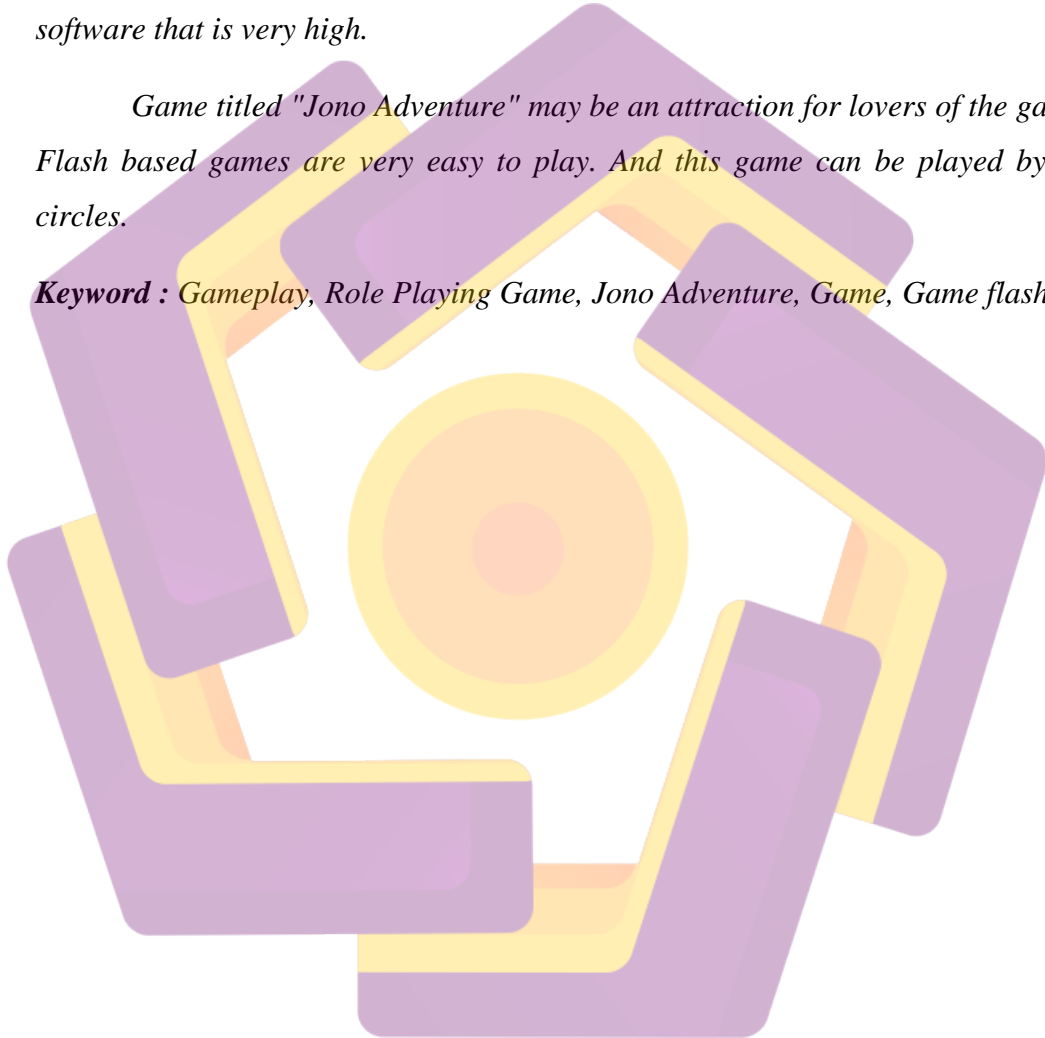 software that is very high.
Game titled "Jono Adventure" may be an attraction for lovers of the
Flash based games are very easy to play. And this game can be played by
circles.
Keyword : Gameplay, Role Playing Game, Jono Adventure, Game, Game flash